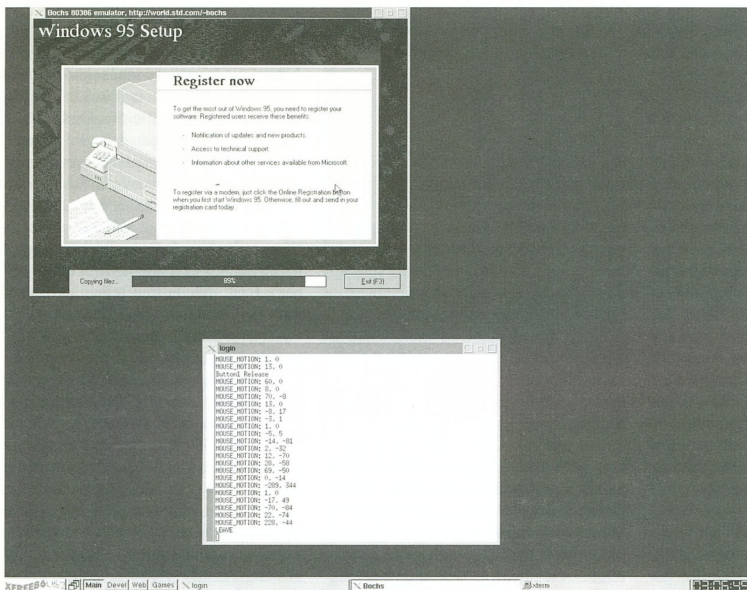 Bochs 80386 emulator, http://world.std.com/~bochs
Windows 95 Setup
Register now
To get the most out of Windows 95, you need to register your
software. Registered users receive these benefits:
- Notification of updates and new products.
- Access to technical support.
- Information about other services available from Microsoft.
To register via a modem, just click the Online Registration button
when you first start Windows 95. Otherwise, fill out and send in your
registration card today.
Copying files...
89%
Exit (F3)
login
MOUSE_MOTION: 1, 0
MOUSE_MOTION: 13, 0
Button1 Release
MOUSE_MOTION: 60, 0
MOUSE_MOTION: 8, 0
MOUSE_MOTION: 70, -8
MOUSE_MOTION: 13, 0
MOUSE_MOTION: -8, 17
MOUSE_MOTION: -3, 1
MOUSE_MOTION: 1, 0
MOUSE_MOTION: -5, 5
MOUSE_MOTION: -14, -81
MOUSE_MOTION: 2, -32
MOUSE_MOTION: 12, -70
MOUSE_MOTION: 28, -58
MOUSE_MOTION: 69, -50
MOUSE_MOTION: 0, -14
MOUSE_MOTION: -289, 344
MOUSE_MOTION: 1, 0
MOUSE_MOTION: -17, 49
MOUSE_MOTION: -70, -84
MOUSE_MOTION: 22, -74
MOUSE_MOTION: 228, -44
LEAVE
Main Devel Web Games login Bochs xterm